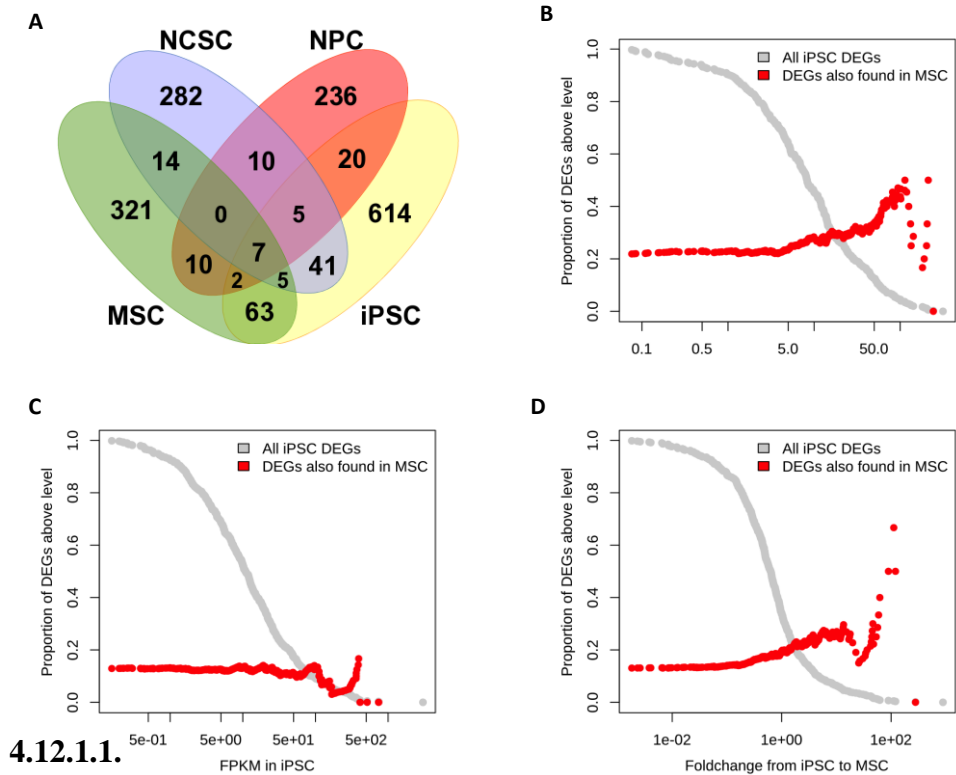 A
NCSC NPC
282 236
14 10 20
321 0 5 614
10 7 41
2 5
63
MSC iPSC
B
All iPSC DEGs
DEGs also found in MSC
Proportion of DEGs above level
1.0
0.8
0.6
0.4
0.2
0.0
0.1 0.5 5.0 50.0
C
All iPSC DEGs
DEGs also found in MSC
Proportion of DEGs above level
1.0
0.8
0.6
0.4
0.2
0.0
5e-01 5e+00 5e+01 5e+02
FPKM in iPSC
D
All iPSC DEGs
DEGs also found in MSC
Proportion of DEGs above level
1.0
0.8
0.6
0.4
0.2
0.0
1e-02 1e+00 1e+02
Foldchange from iPSC to MSC
4.12.1.1.